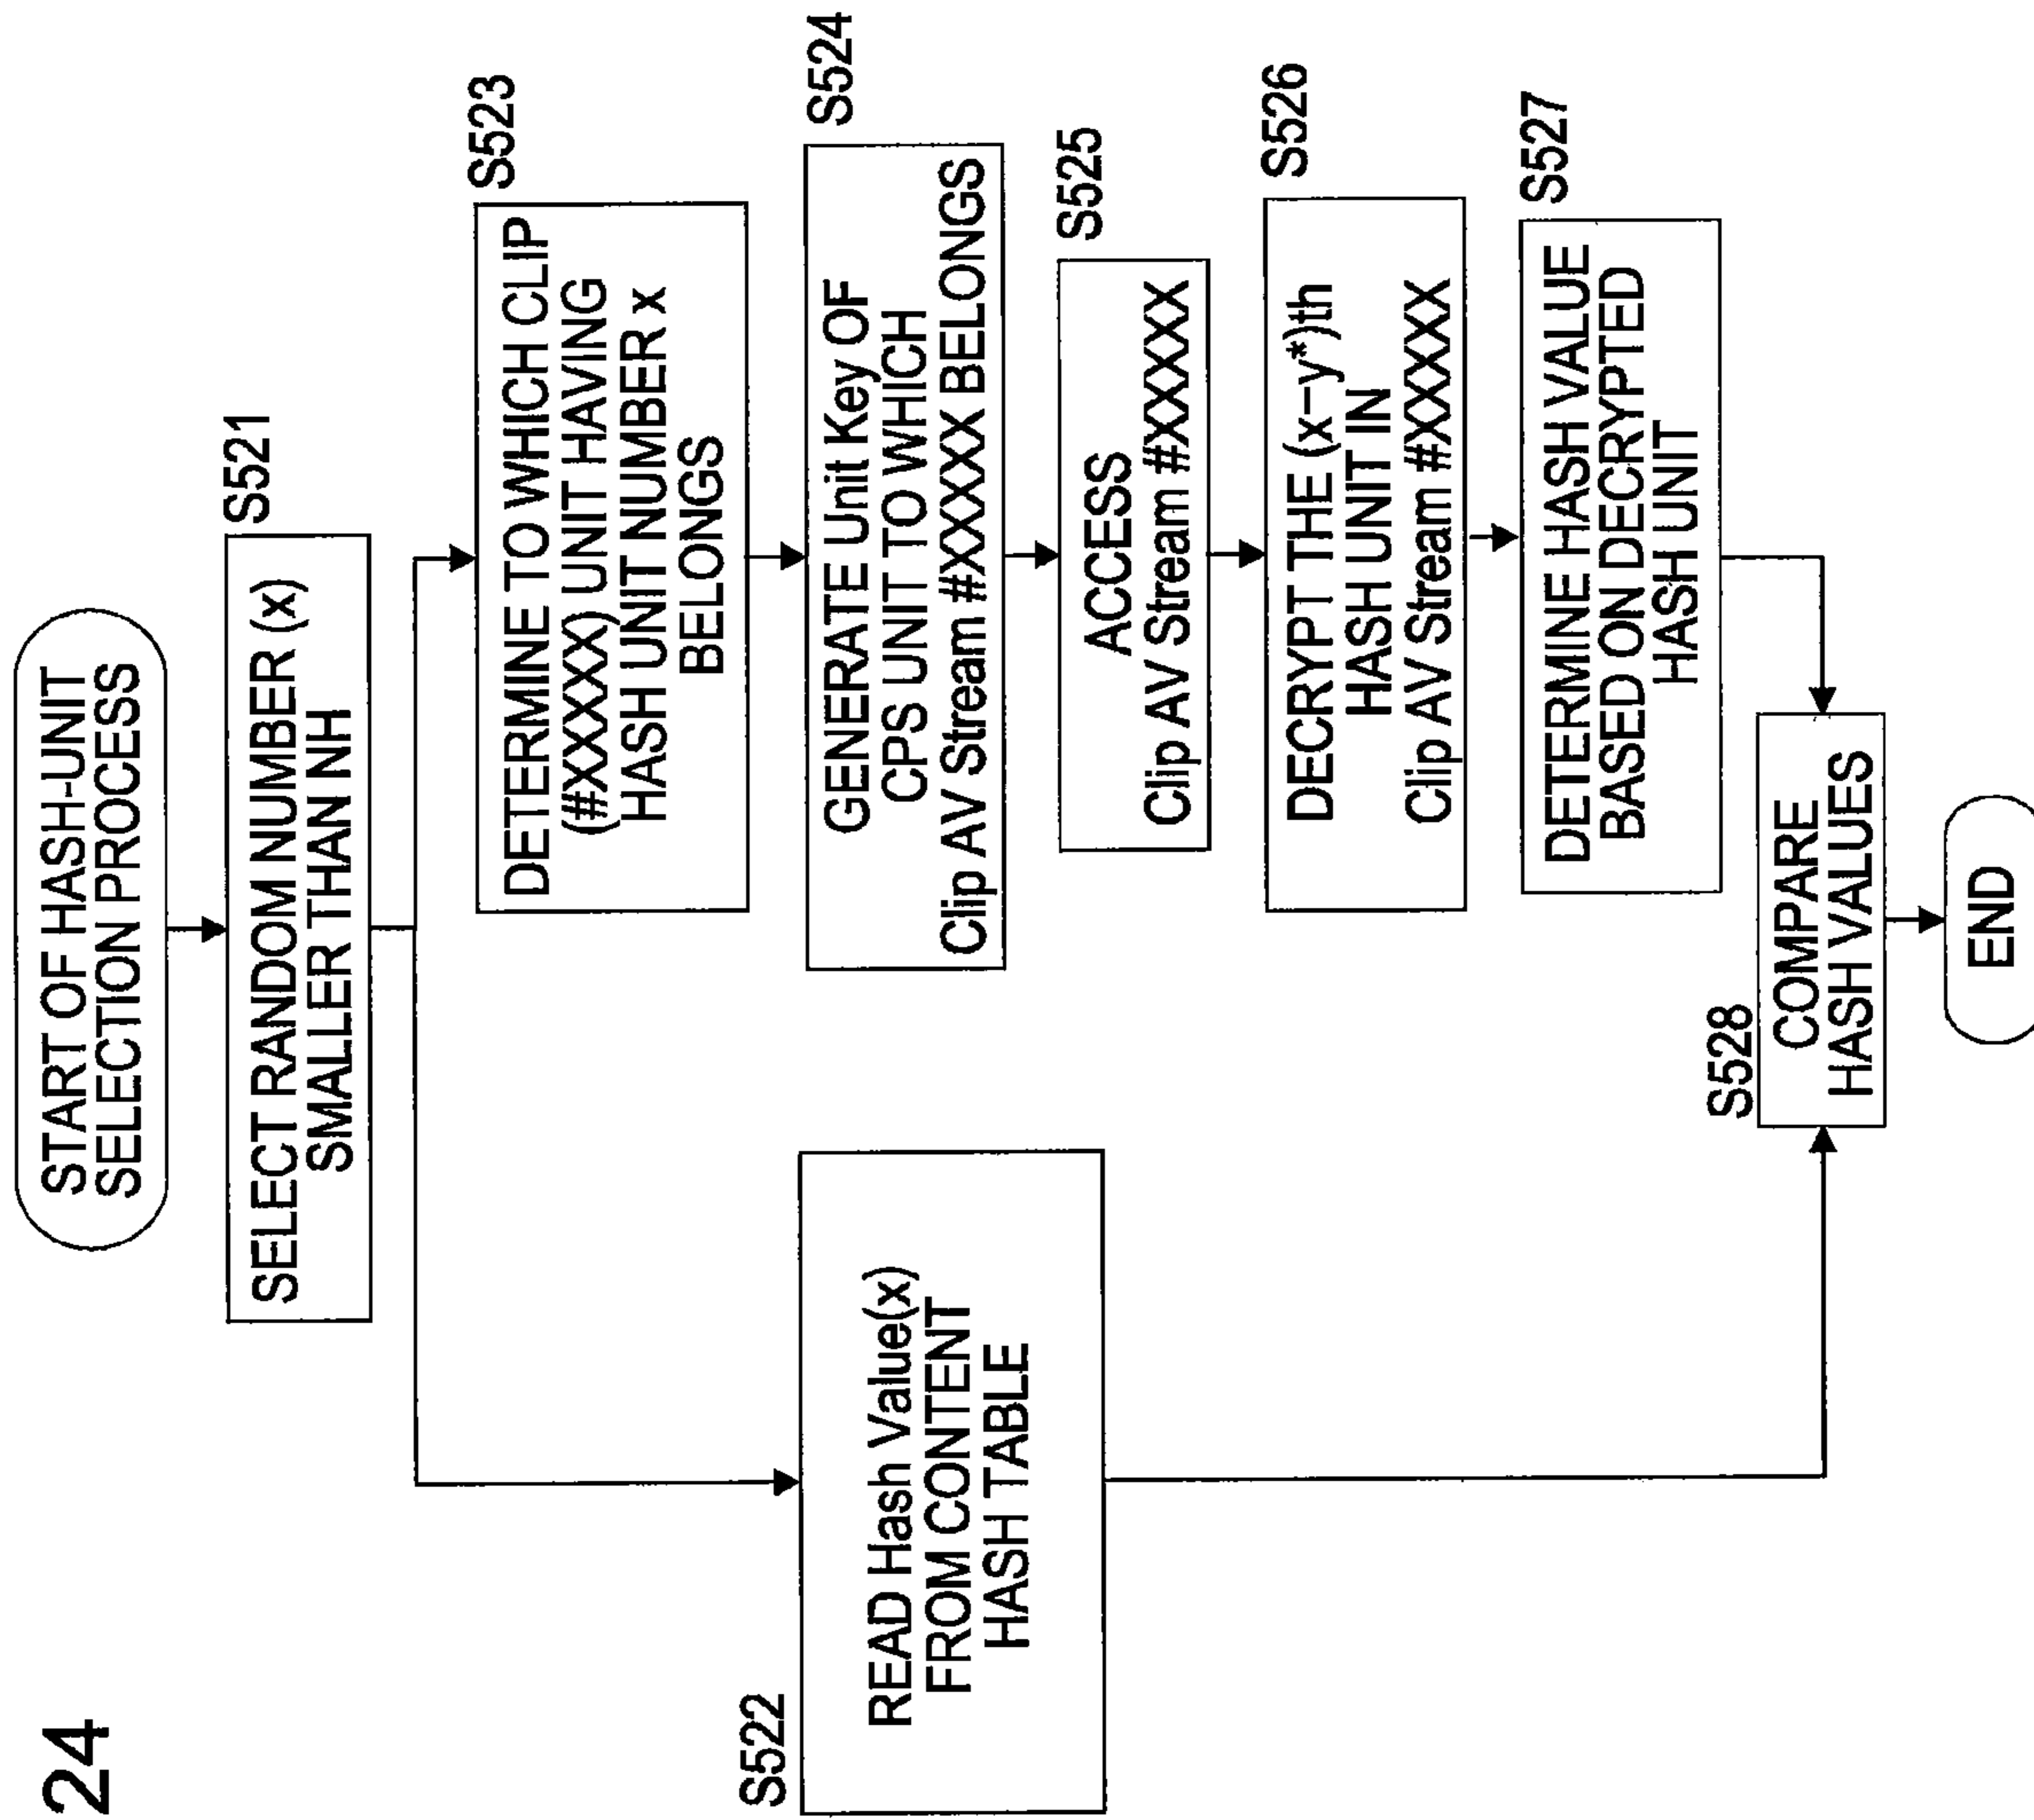 24
START OF HASH-UNIT
SELECTION PROCESS
S521
SELECT RANDOM NUMBER (x)
SMALLER THAN NH
S522
READ Hash Value(x)
FROM CONTENT
HASH TABLE
S523
DETERMINE TO WHICH CLIP
(#XXXXX) UNIT HAVING
HASH UNIT NUMBER x
BELONGS
S524
GENERATE Unit Key OF
CPS UNIT TO WHICH
Clip AV Stream #XXXXX BELONGS
S525
ACCESS
Clip AV Stream #XXXXX
S526
DECRYPT THE (x-y*)th
HASH UNIT IN
Clip AV Stream #XXXXX
S527
DETERMINE HASH VALUE
BASED ON DECRYPTED
HASH UNIT
S528
COMPARE
HASH VALUES
END